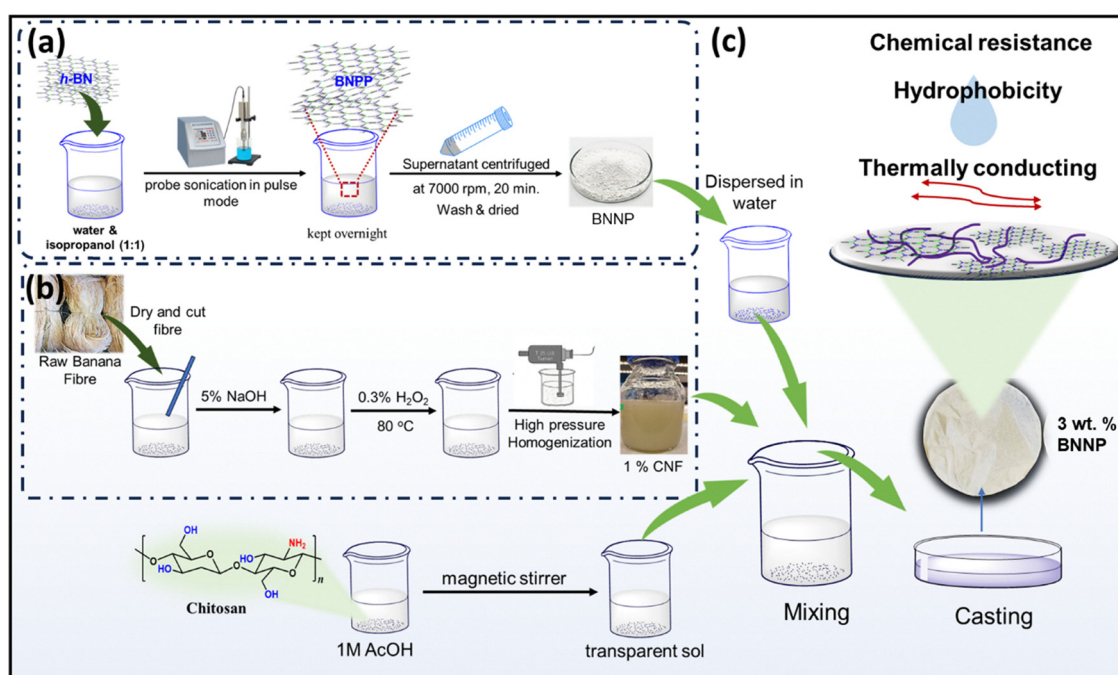 (a)
h-BN
water &
isopropanol (1:1)
probe sonication in pulse
mode
BNPP
kept overnight
Supernatant centrifuged
at 7000 rpm, 20 min.
Wash & dried
BNNP
(b)
Raw Banana
Fibre
Dry and cut
fibre
5% NaOH
0.3% H2O2
80 °C
High pressure
Homogenization
1 % CNF
OH
HO
O
O
NH2
HO
O
OH
n
Chitosan
1M AcOH
magnetic stirrer
transparent sol
(c)
Chemical resistance
Hydrophobicity
Thermally conducting
Dispersed in
water
3 wt. %
BNNP
Mixing
Casting